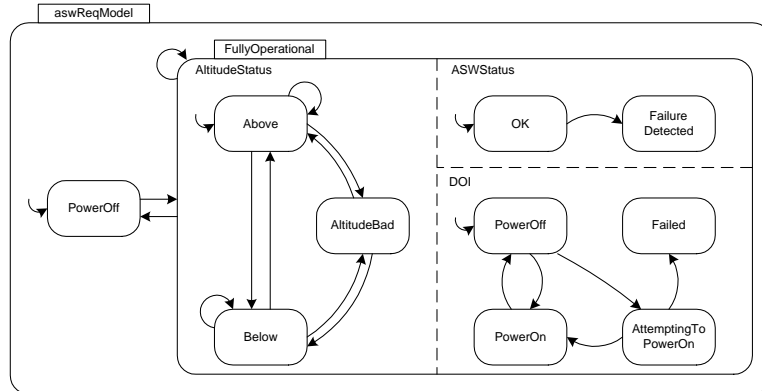 aswReqModel
FullyOperational
AltitudeStatus
ASWStatus
Above
OK
Failure
Detected
DOI
PowerOff
AltitudeBad
PowerOff
Failed
Below
PowerOn
AttemptingTo
PowerOn